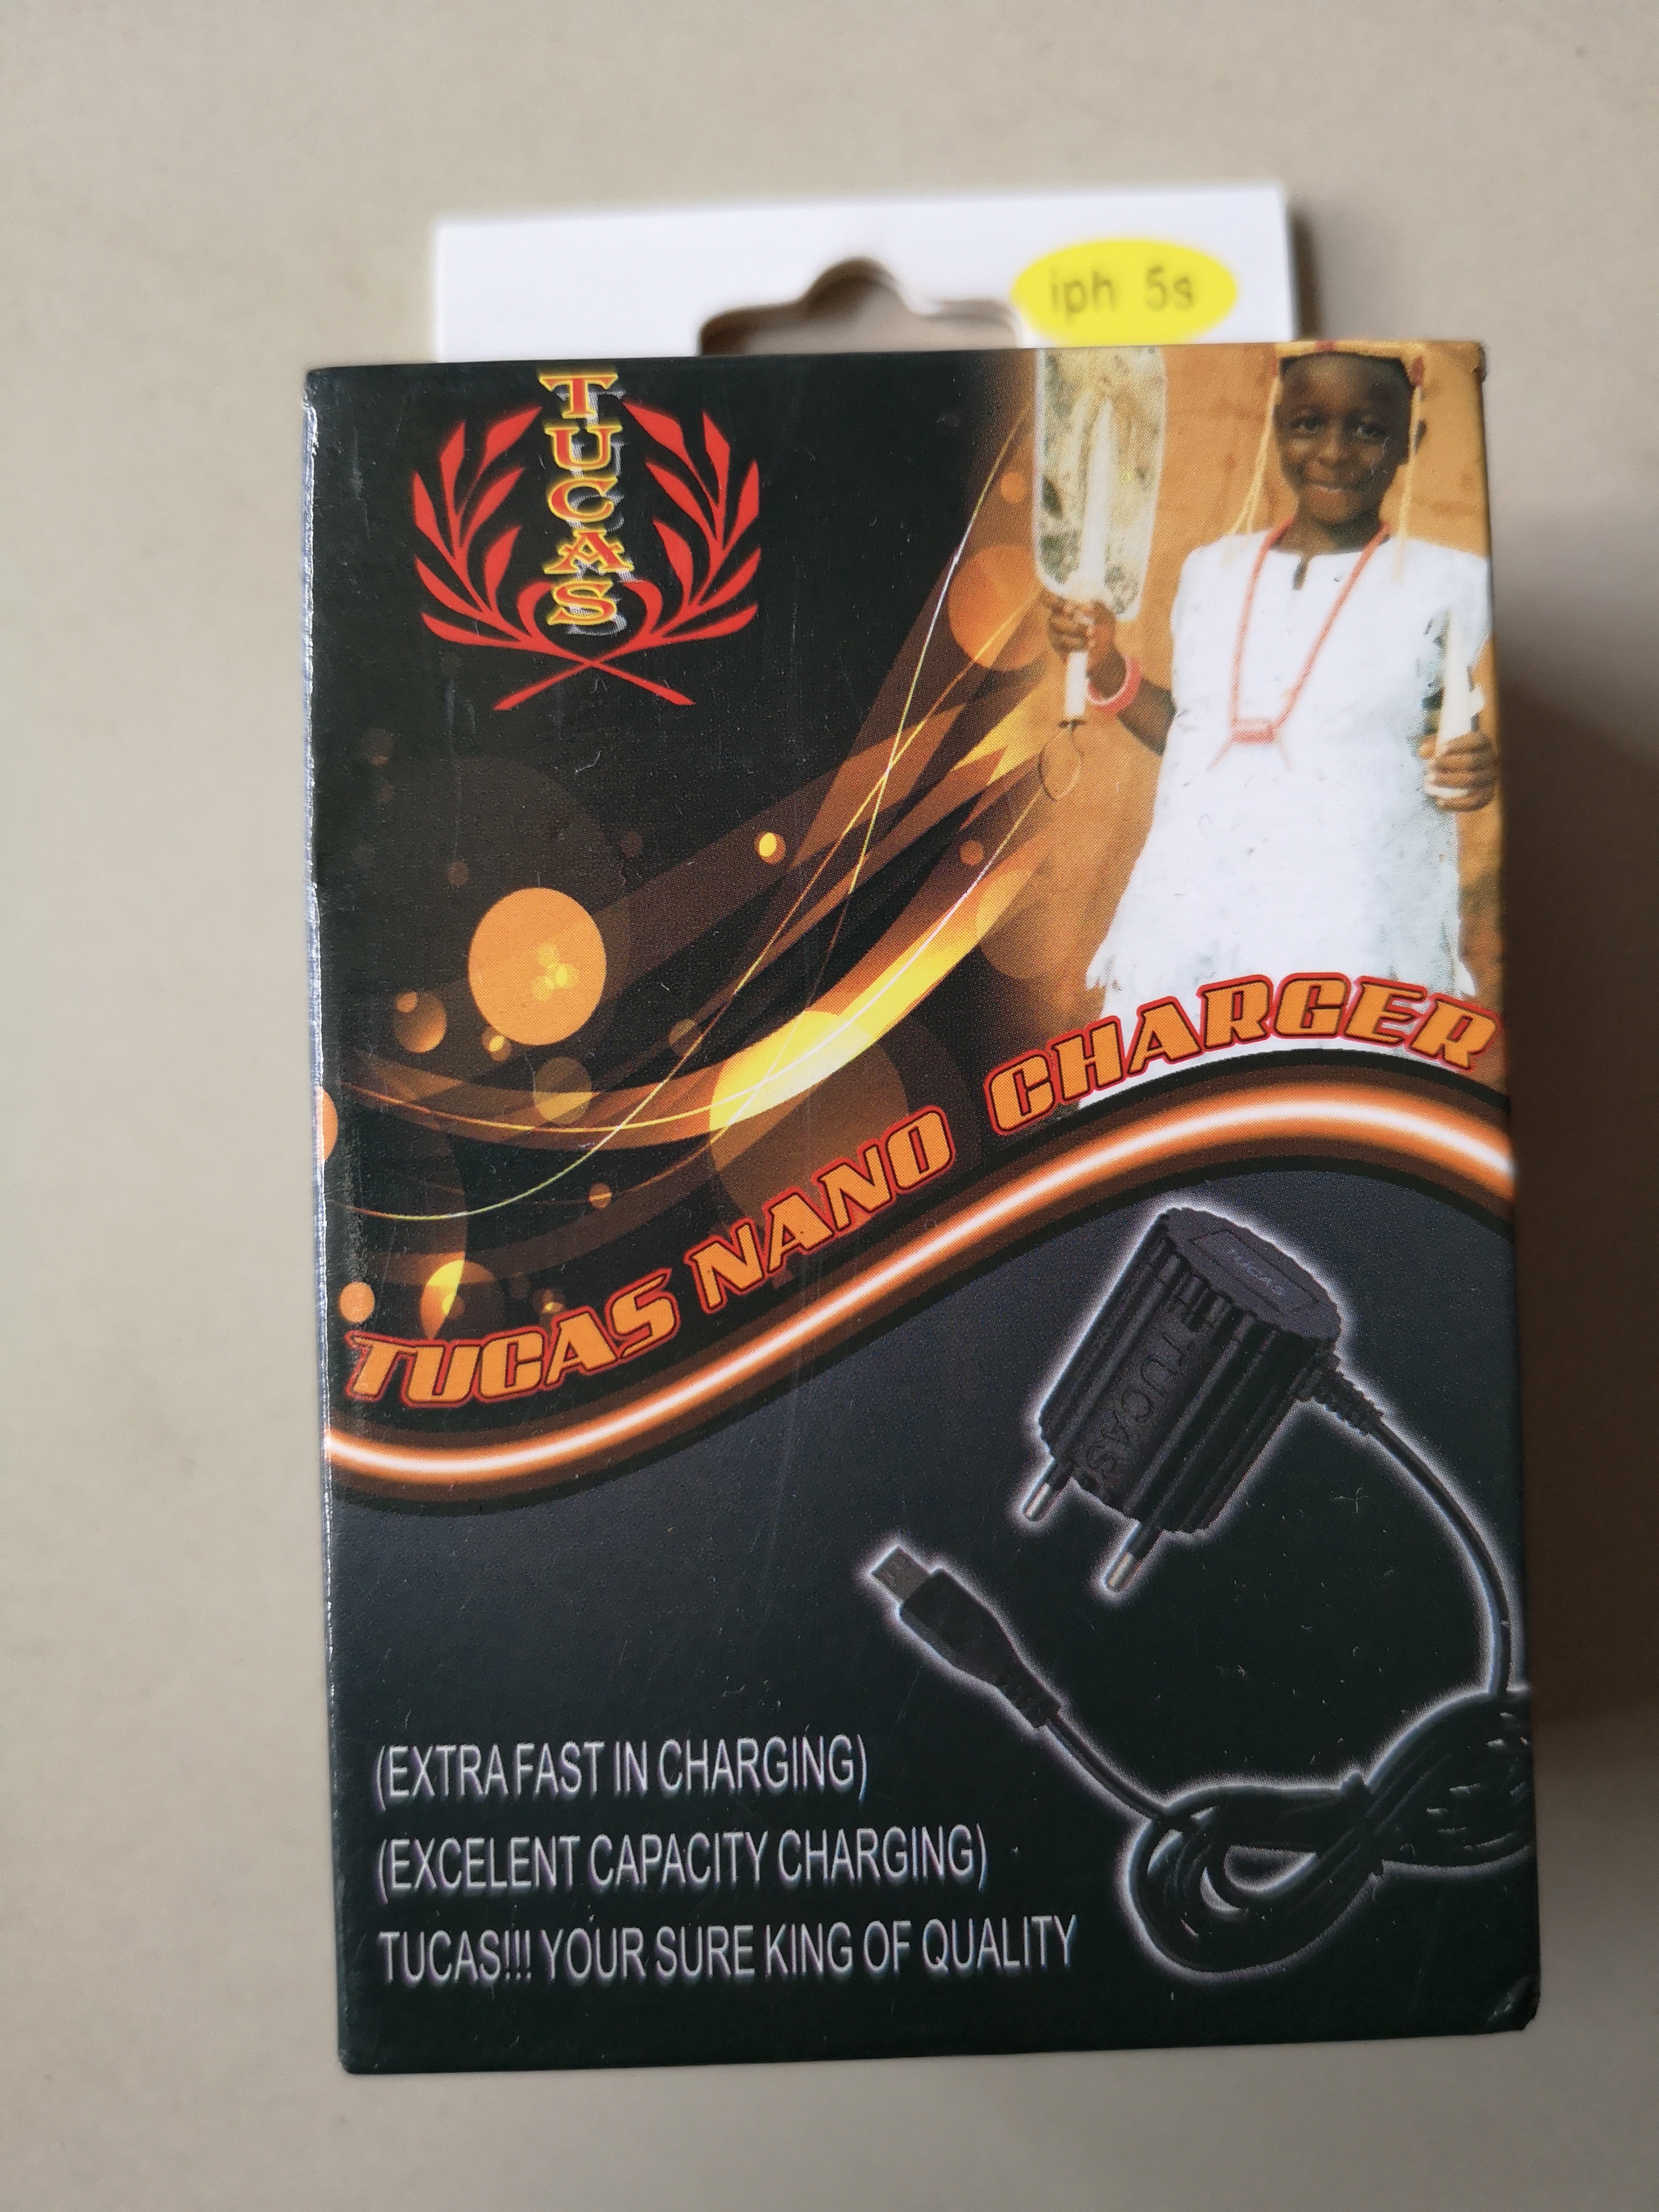 iph 5s
TUCAS
TUCAS NANO CHARGER
TUCAS
TUCAS
(EXTRA FAST IN CHARGING)
(EXCELENT CAPACITY CHARGING)
TUCAS!!! YOUR SURE KING OF QUALITY